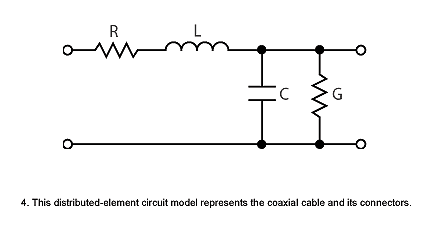 R L
C G
4. This distributed-element circuit model represents the coaxial cable and its connectors.